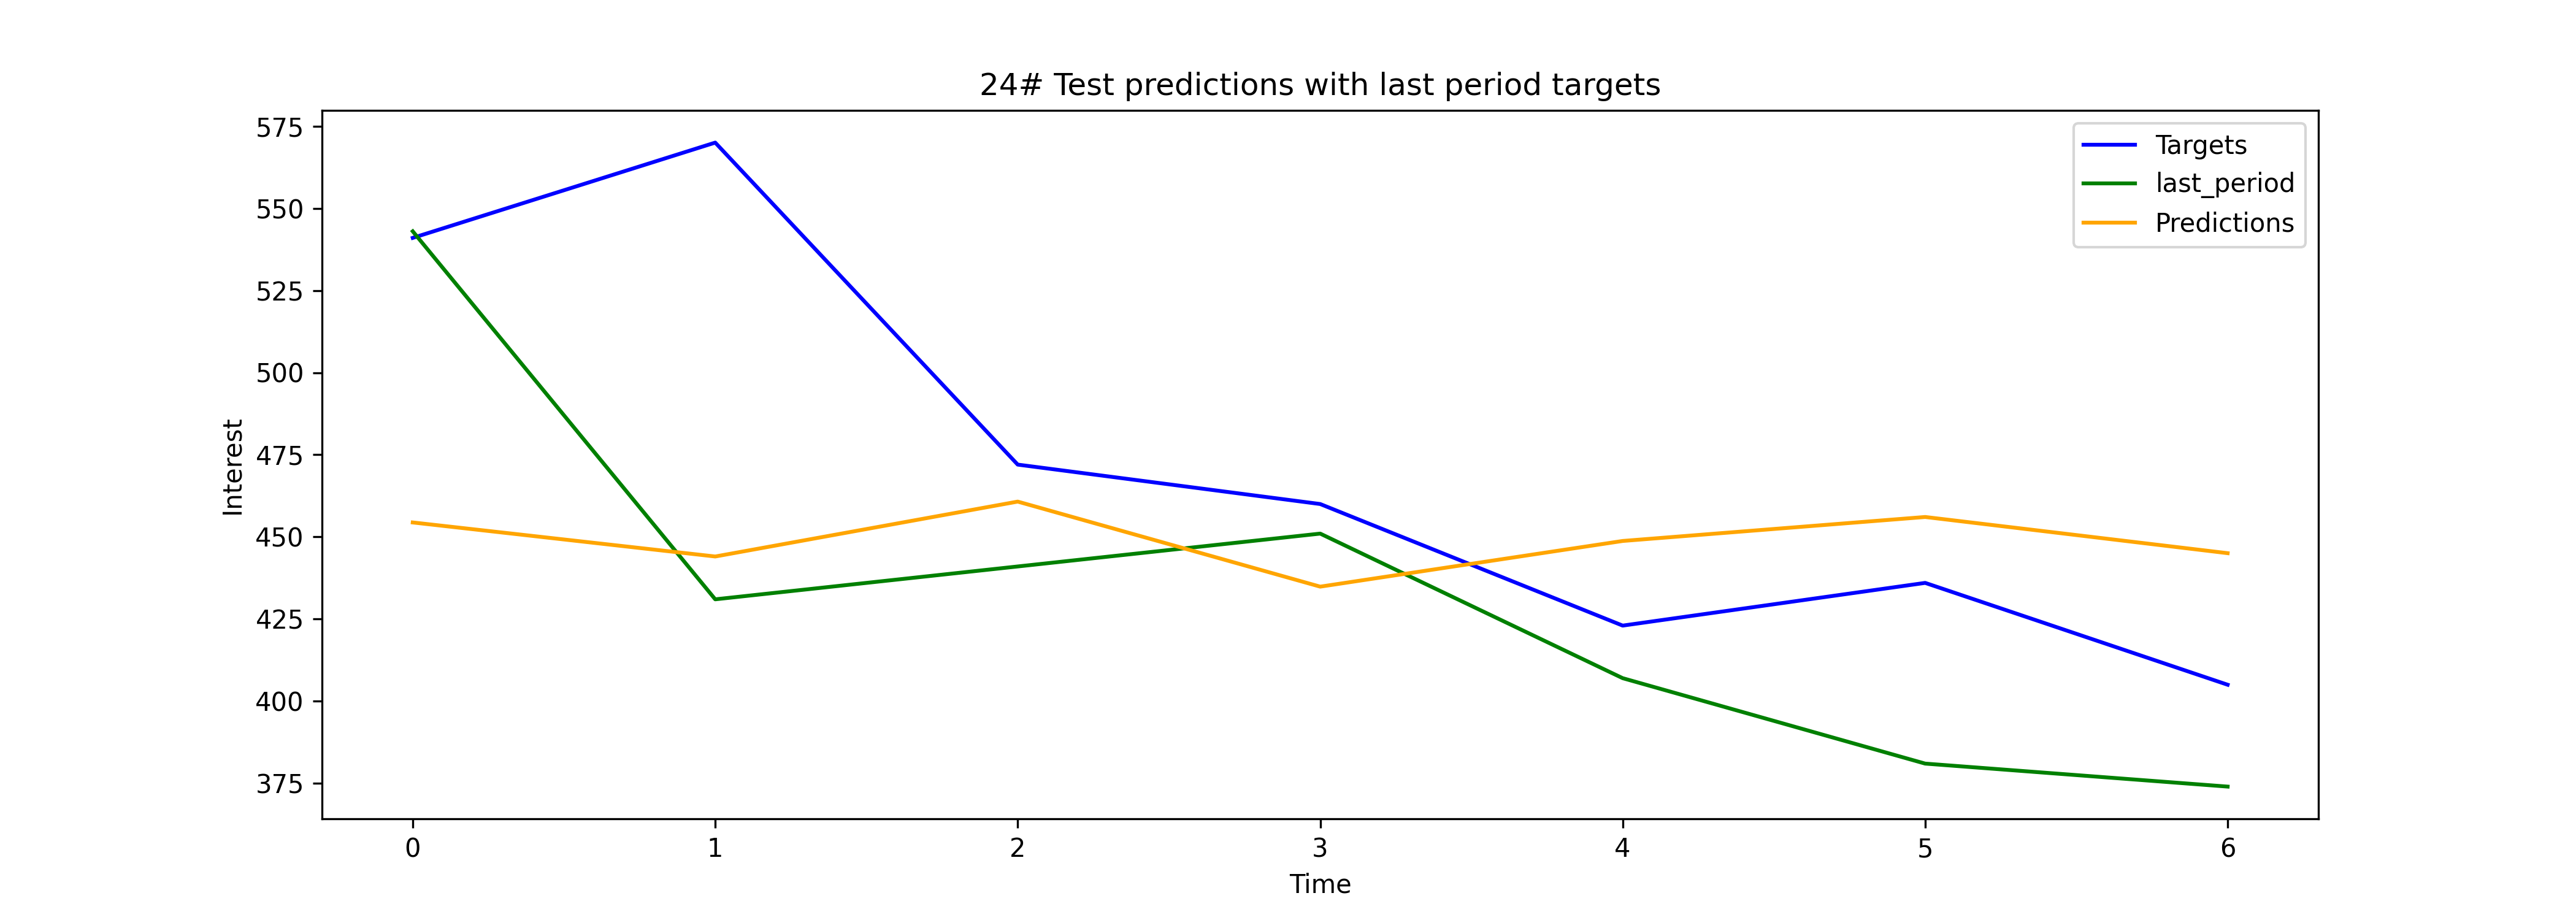 24# Test predictions with last period targets
575
550
525
500
475
450
425
400
375
Interest
0 1 2 3 4 5 6
Time
Targets
last_period
Predictions